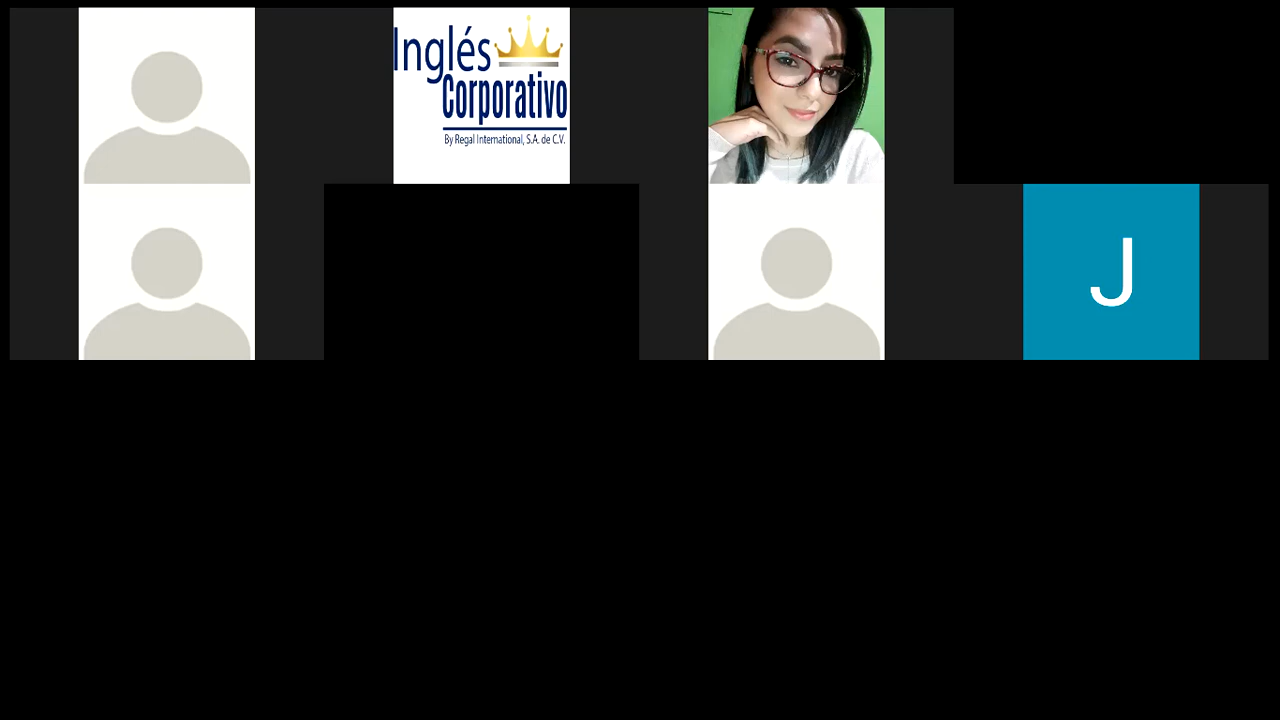 Inglés
Corporativo
By Regal International, S.A. de C.V.
J